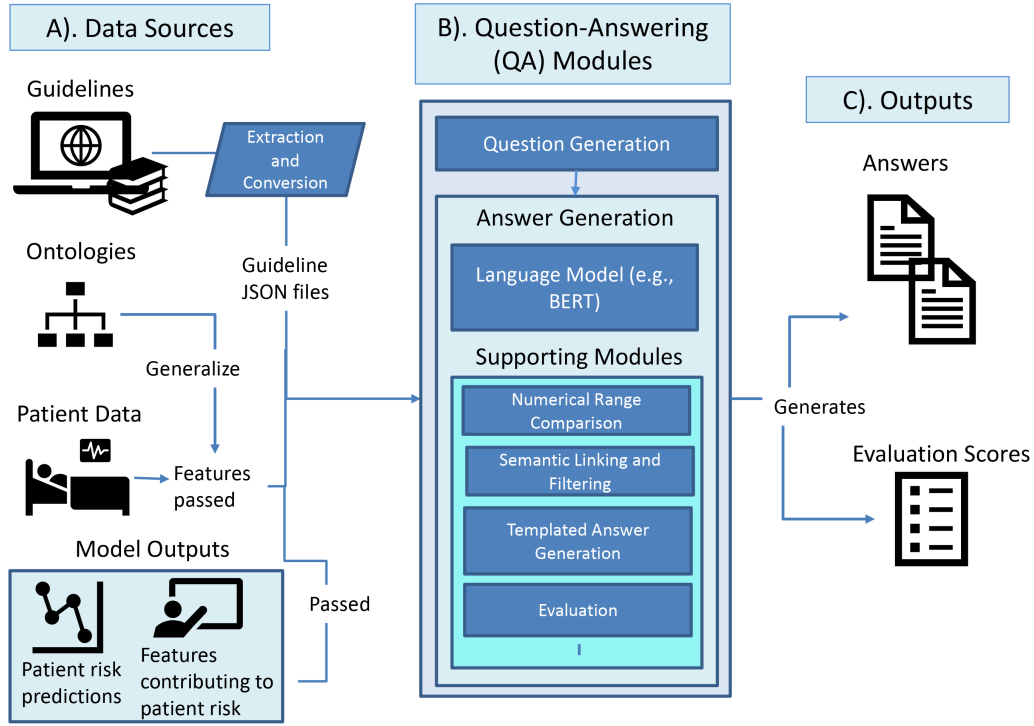 A). Data Sources
Guidelines
Extraction
and
Conversion
Ontologies
Guideline
JSON files
Generalize
Patient Data
Features
passed
Model Outputs
Passed
Patient risk
predictions
Features
contributing to
patient risk
B). Question-Answering
(QA) Modules
Question Generation
Answer Generation
Language Model (e.g.,
BERT)
Supporting Modules
Numerical Range
Comparison
Semantic Linking and
Filtering
Templated Answer
Generation
Evaluation
C). Outputs
Answers
Generates
Evaluation Scores